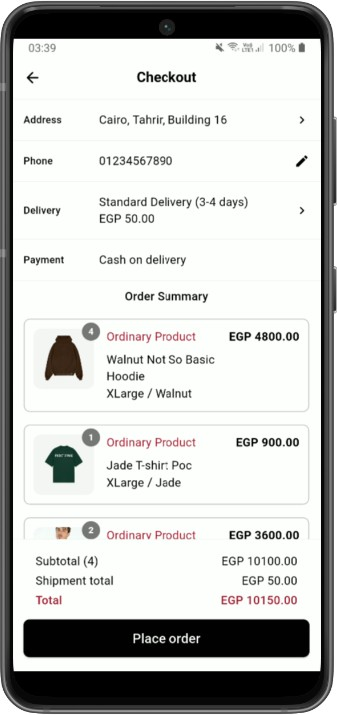 03:39 100%
Checkout
Address Cairo, Tahrir, Building 16
Phone 01234567890
Delivery Standard Delivery (3-4 days)
EGP 50.00
Payment Cash on delivery
Order Summary
4 Ordinary Product EGP 4800.00
Walnut Not So Basic
Hoodie
XLarge / Walnut
1 Ordinary Product EGP 900.00
Jade T-shirt Poc
XLarge / Jade
2 Ordinary Product EGP 3600.00
Subtotal (4) EGP 10100.00
Shipment total EGP 50.00
Total EGP 10150.00
Place order